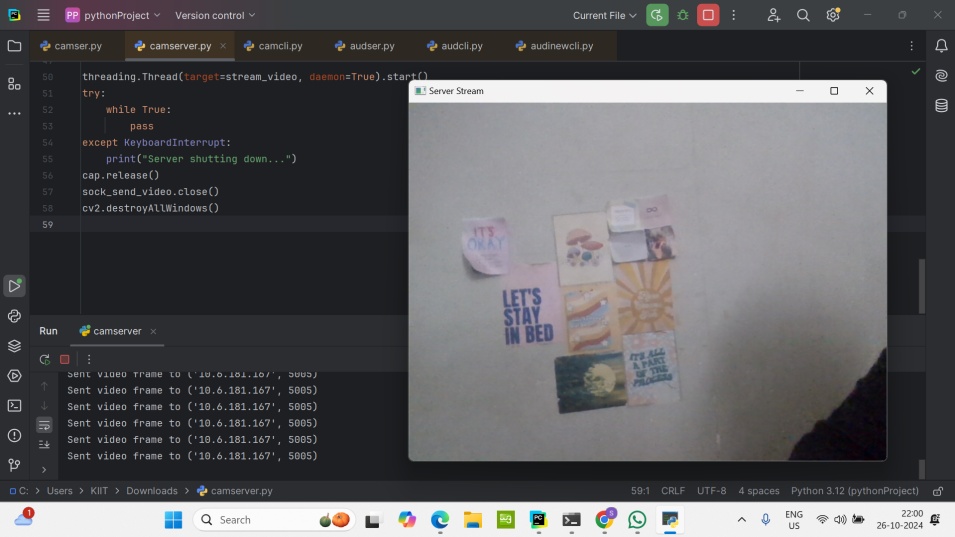 PP pythonProject Version control Current File
camser.py camserver.py camcli.py audser.py audcli.py audinewcli.py
50 threading.Thread(target=stream_video, daemon=True).start()
51 try:
52 while True:
53 pass
54 except KeyboardInterrupt:
55 print("Server shutting down...")
56 cap.release()
57 sock_send_video.close()
58 cv2.destroyAllWindows()
59
Server Stream
IT'S
OKAY
LET'S
STAY
IN BED
IT'S ALL
A PART
OF THE
PROCESS
Run camserver
Sent video frame to ('10.6.181.167', 5005)
Sent video frame to ('10.6.181.167', 5005)
Sent video frame to ('10.6.181.167', 5005)
Sent video frame to ('10.6.181.167', 5005)
Sent video frame to ('10.6.181.167', 5005)
Sent video frame to ('10.6.181.167', 5005)
C: > Users > KIIT > Downloads > camserver.py 59:1 CRLF UTF-8 4 spaces Python 3.12 (pythonProject)
1 Search ENG 22:00
US 26-10-2024